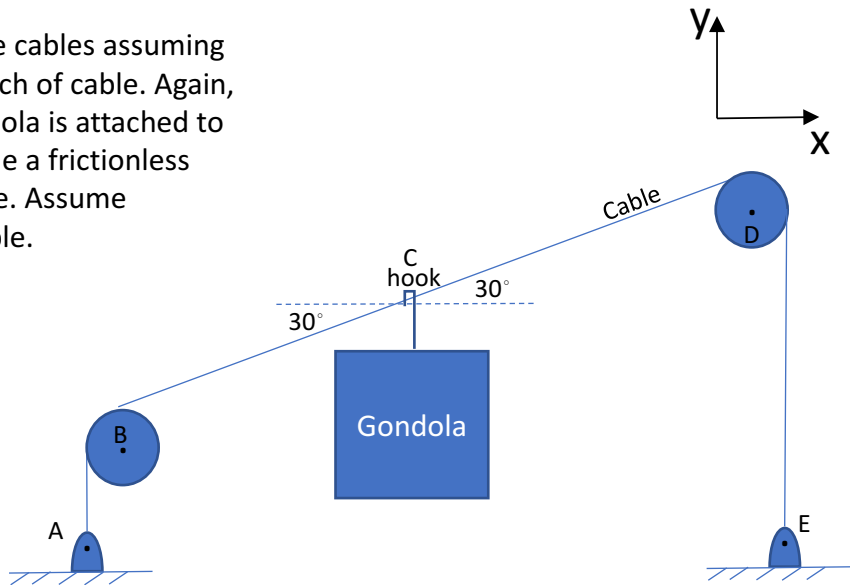 e cables assuming
ch of cable. Again,
ola is attached to
e a frictionless
e. Assume
ble.
y
x
Cable
D
C
hook
30°
30°
B
Gondola
A
E